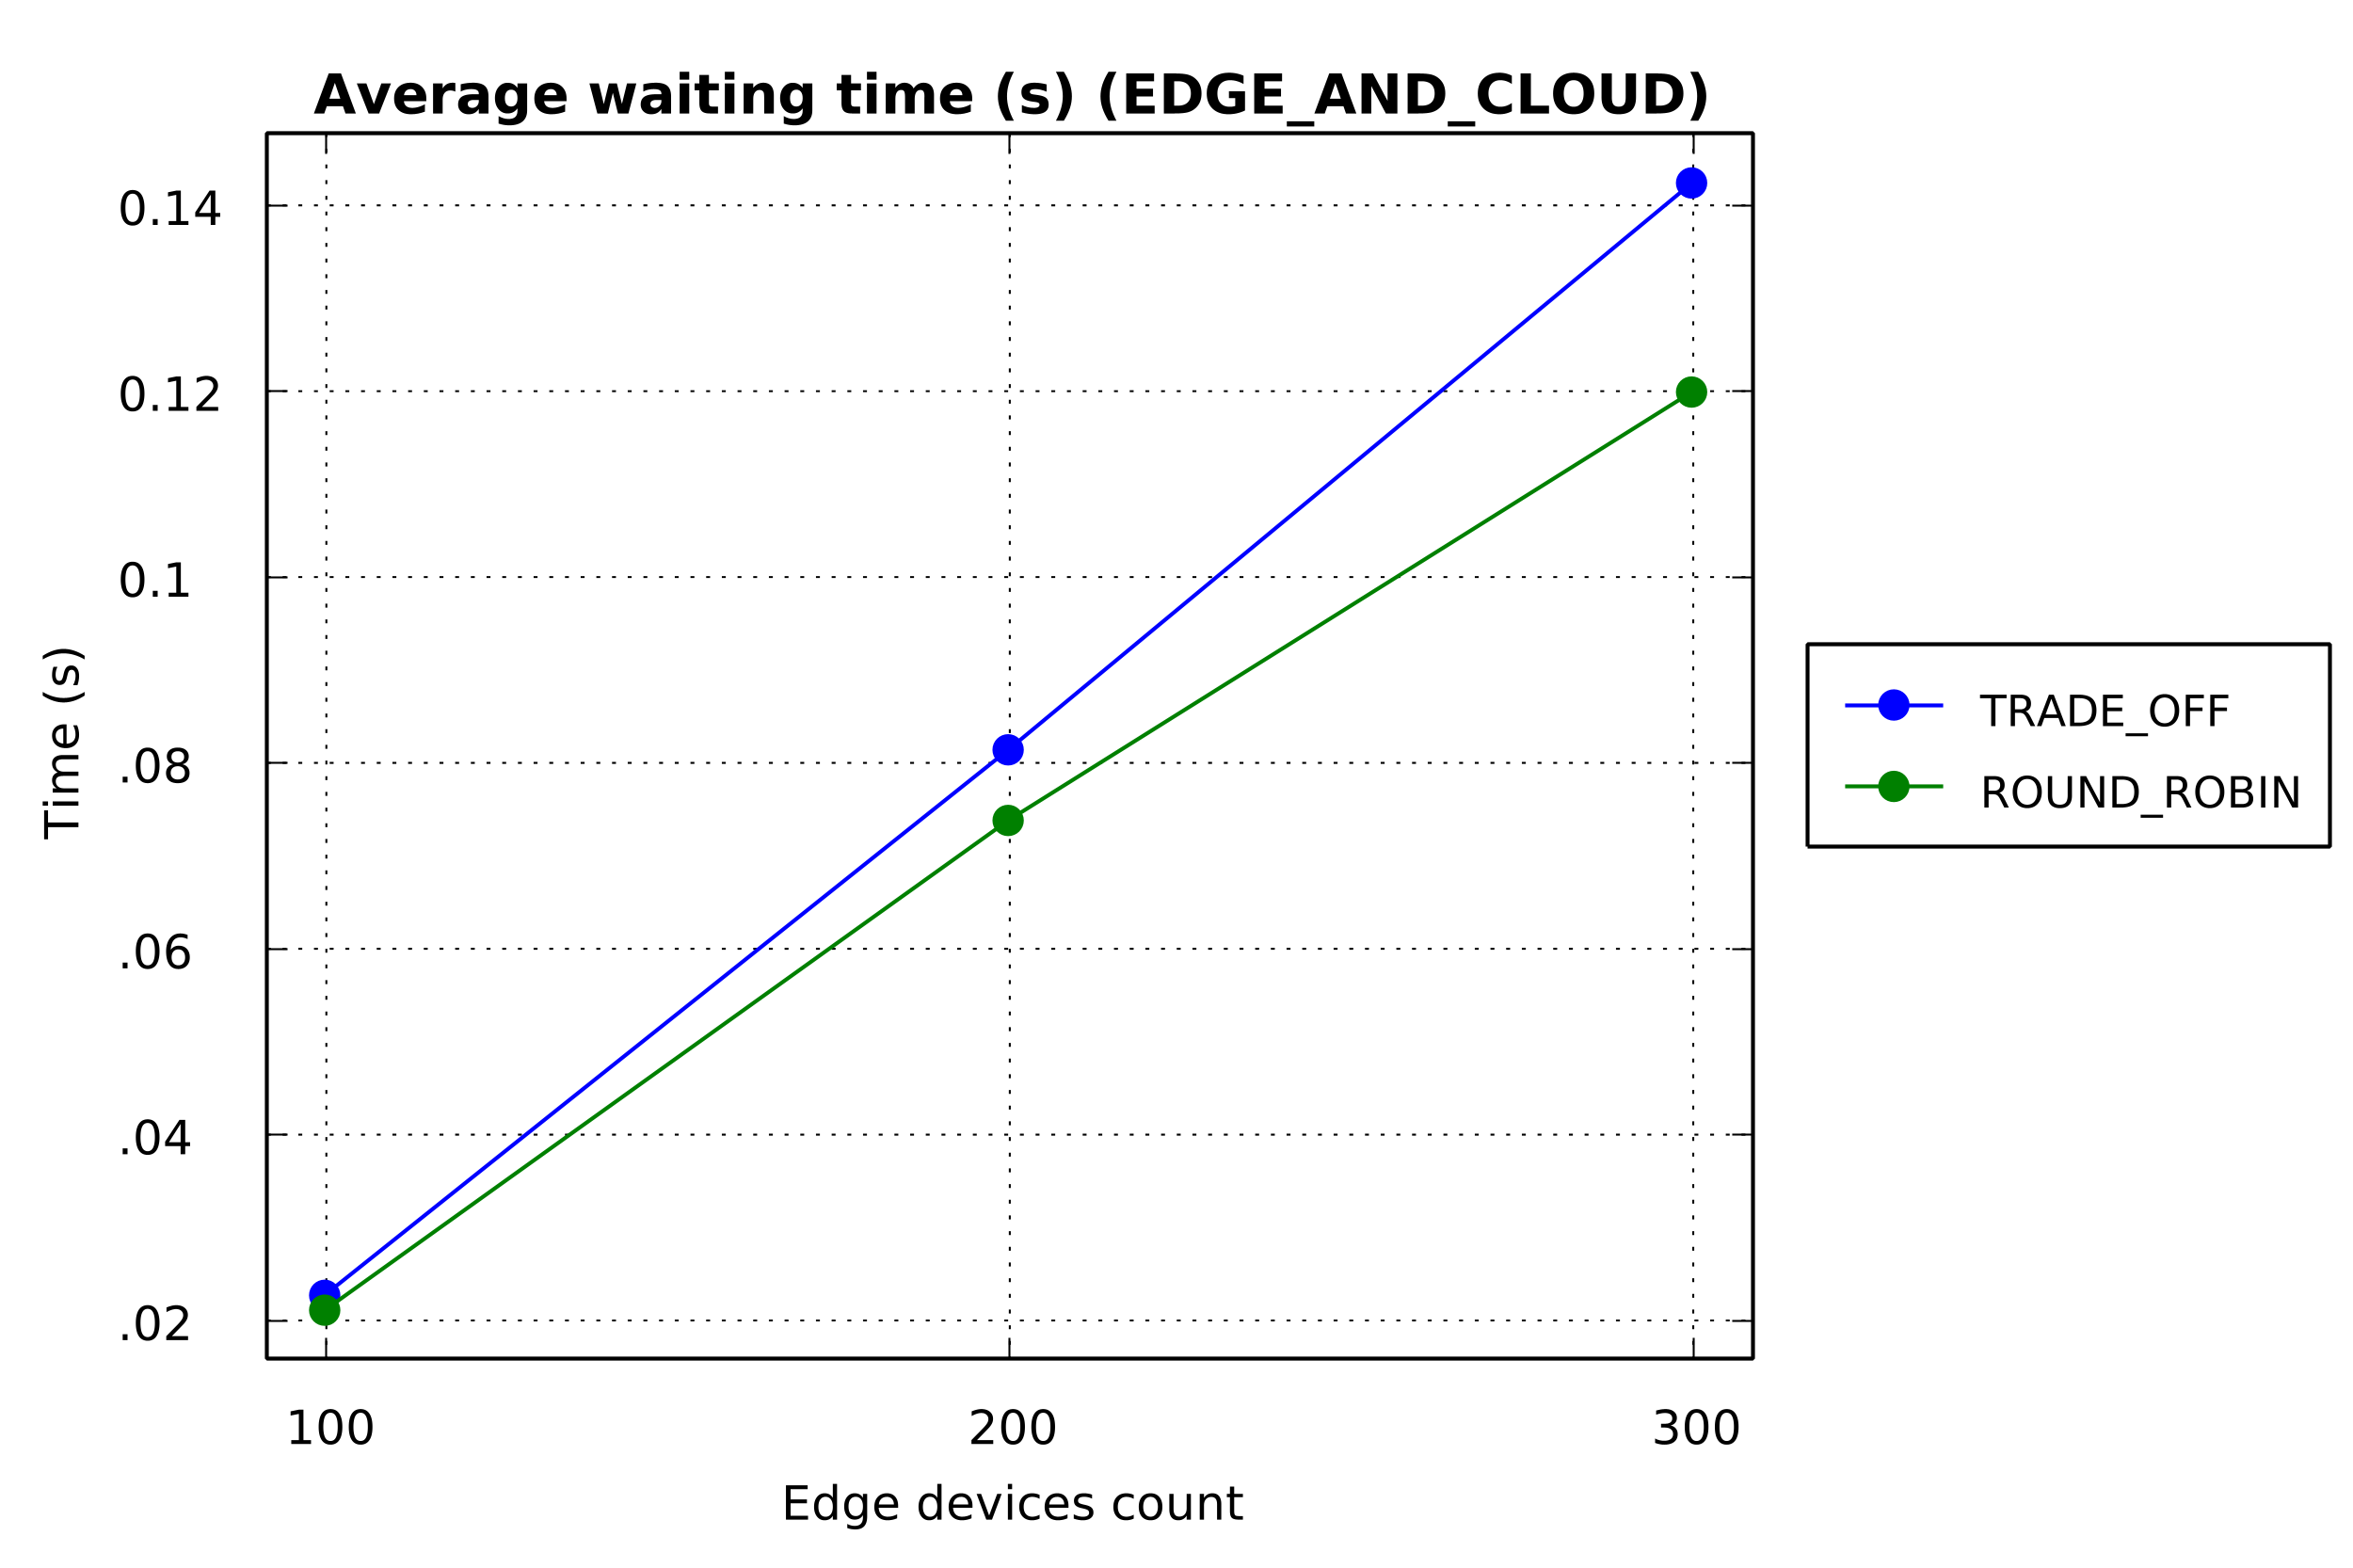 Average waiting time (s) (EDGE_AND_CLOUD)
0.14
0.12
0.1
.08
.06
.04
.02
Time (s)
100 200 300
Edge devices count
TRADE_OFF
ROUND_ROBIN